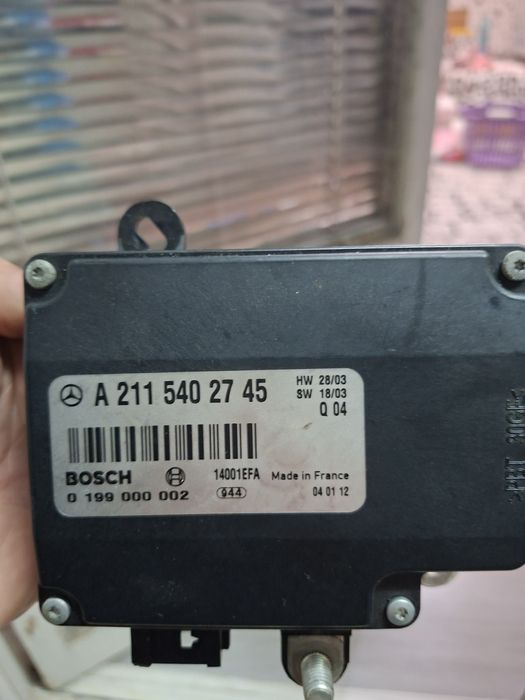 A 211 540 27 45
HW 28/03
SW 18/03
Q 04
BOSCH 14001EFA Made in France
0 199 000 002 944 04 01 12